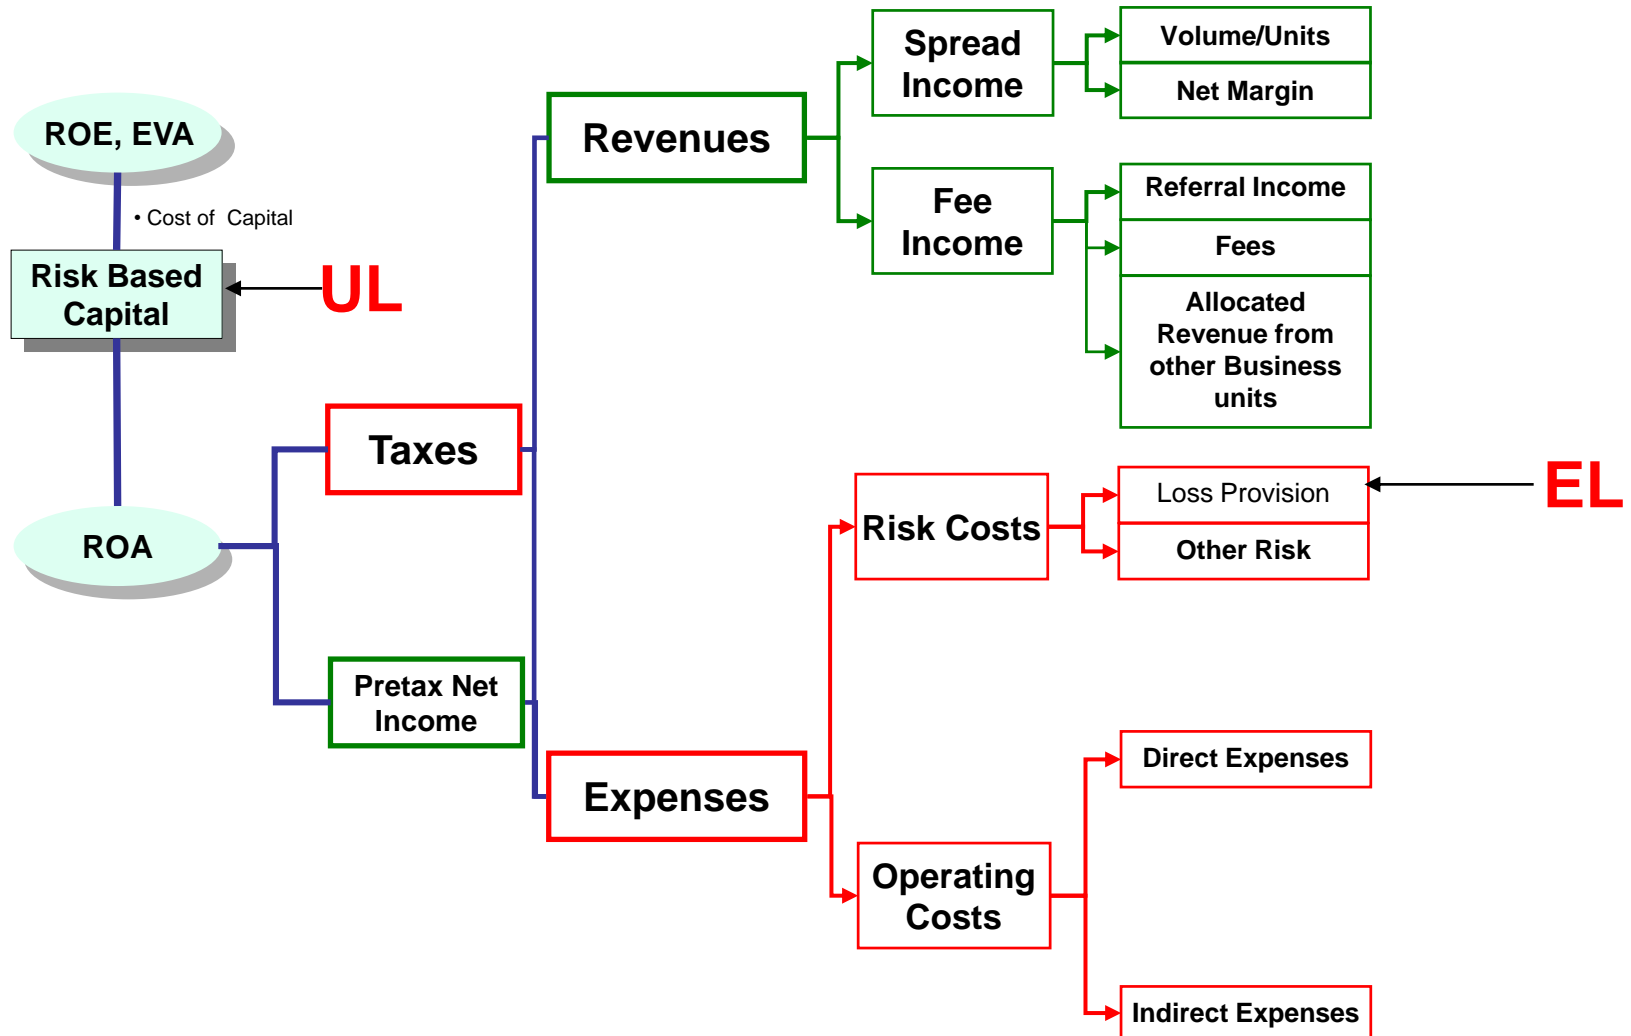 ROE, EVA
• Cost of  Capital
Risk Based
Capital
UL
ROA
Taxes
Pretax Net
Income
Revenues
Expenses
Spread
Income
Volume/Units
Net Margin
Fee
Income
Referral Income
Fees
Allocated
Revenue from
other Business
units
Risk Costs
Loss Provision
Other Risk
EL
Operating
Costs
Direct Expenses
Indirect Expenses